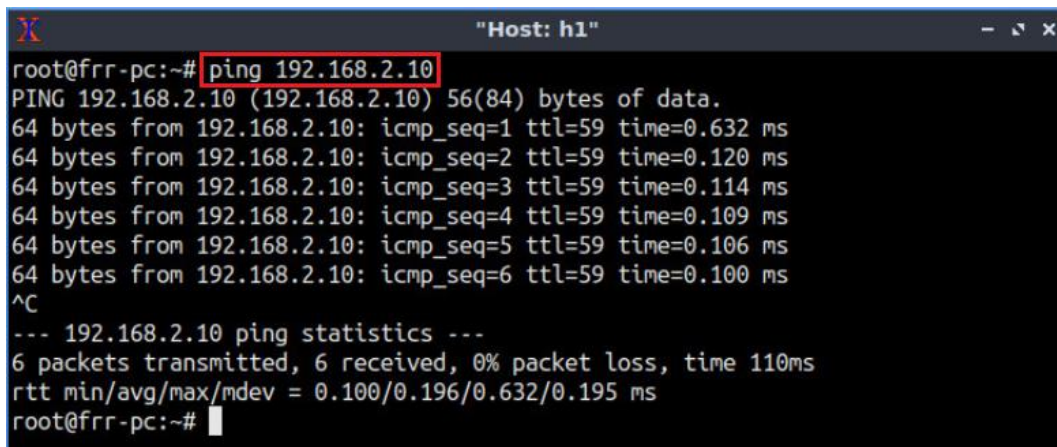 "Host: h1"
root@frr-pc:~# ping 192.168.2.10
PING 192.168.2.10 (192.168.2.10) 56(84) bytes of data.
64 bytes from 192.168.2.10: icmp_seq=1 ttl=59 time=0.632 ms
64 bytes from 192.168.2.10: icmp_seq=2 ttl=59 time=0.120 ms
64 bytes from 192.168.2.10: icmp_seq=3 ttl=59 time=0.114 ms
64 bytes from 192.168.2.10: icmp_seq=4 ttl=59 time=0.109 ms
64 bytes from 192.168.2.10: icmp_seq=5 ttl=59 time=0.106 ms
64 bytes from 192.168.2.10: icmp_seq=6 ttl=59 time=0.100 ms
^C
--- 192.168.2.10 ping statistics ---
6 packets transmitted, 6 received, 0% packet loss, time 110ms
rtt min/avg/max/mdev = 0.100/0.196/0.632/0.195 ms
root@frr-pc:~#